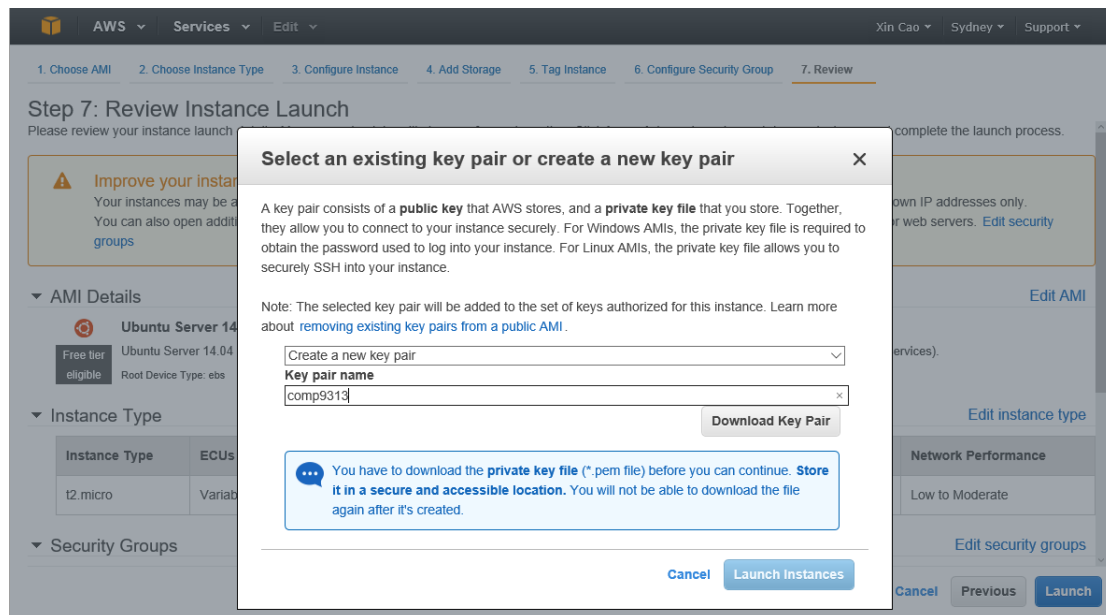 AWS Services Edit Xin Cao Sydney Support
1. Choose AMI 2. Choose Instance Type 3. Configure Instance 4. Add Storage 5. Tag Instance 6. Configure Security Group 7. Review
Step 7: Review Instance Launch
Please review your instance launch complete the launch process.
Select an existing key pair or create a new key pair
Improve your instan
Your instances may be a own IP addresses only.
You can also open additi or web servers. Edit security
groups
A key pair consists of a public key that AWS stores, and a private key file that you store. Together,
they allow you to connect to your instance securely. For Windows AMIs, the private key file is required to
obtain the password used to log into your instance. For Linux AMIs, the private key file allows you to
securely SSH into your instance.
Note: The selected key pair will be added to the set of keys authorized for this instance. Learn more
about removing existing key pairs from a public AMI.
AMI Details Edit AMI
Ubuntu Server 14
Free tier
eligible
Ubuntu Server 14.04 ervices).
Root Device Type: ebs
Create a new key pair
Key pair name
comp9313
Download Key Pair
You have to download the private key file (*.pem file) before you can continue. Store
it in a secure and accessible location. You will not be able to download the file
again after it's created.
Instance Type Edit instance type
Instance Type ECUs Network Performance
t2.micro Variab Low to Moderate
Security Groups Edit security groups
Cancel Launch Instances
Cancel Previous Launch